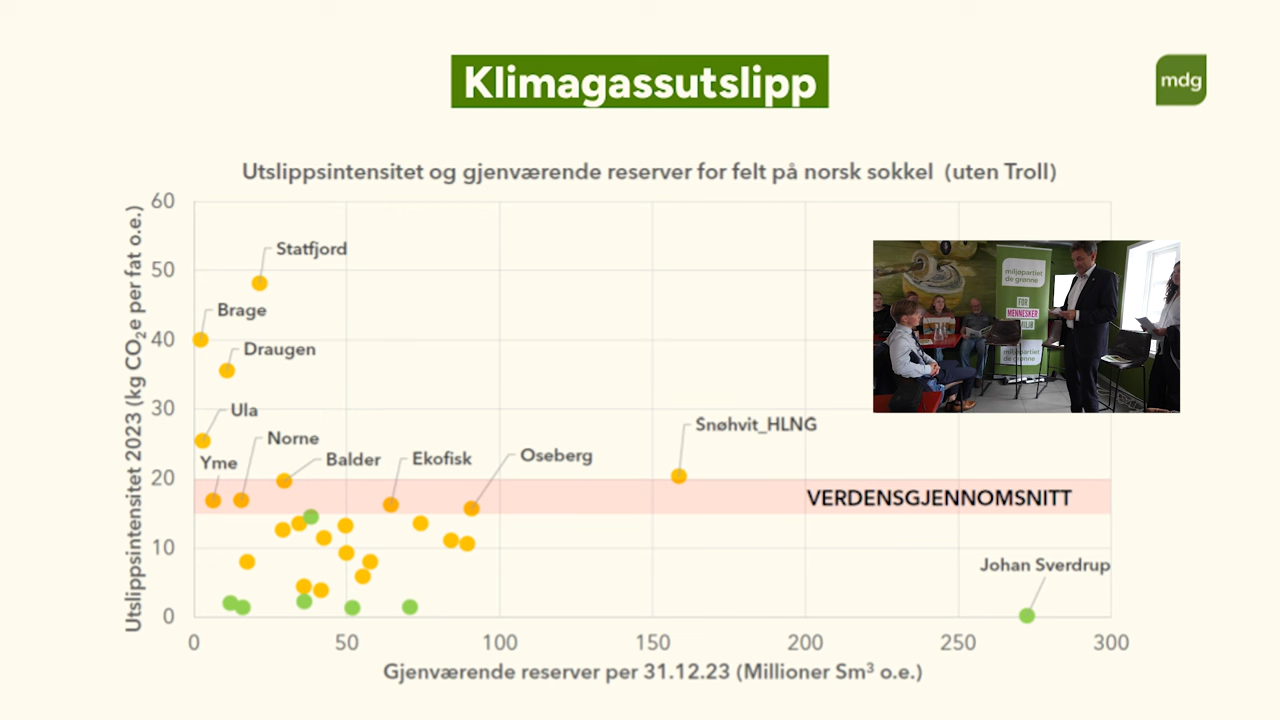 Klimagassutslipp
mdg
Utslippsintensitet og gjenværende reserver for felt på norsk sokkel (uten Troll)
Utslippsintensitet 2023 (kg CO₂e per fat o.e.)
60
50
40
30
20
10
0
Statfjord
Brage
Draugen
Ula
Norne
Yme
Balder
Ekofisk
Oseberg
Snøhvit_HLNG
VERDENSGJENNOMSNITT
Johan Sverdrup
0 50 100 150 200 250 300
Gjenværende reserver per 31.12.23 (Millioner Sm³ o.e.)
miljøpartiet
de grønne
FOR
MENNESKER
MILJØ
miljøpartiet
de grønne